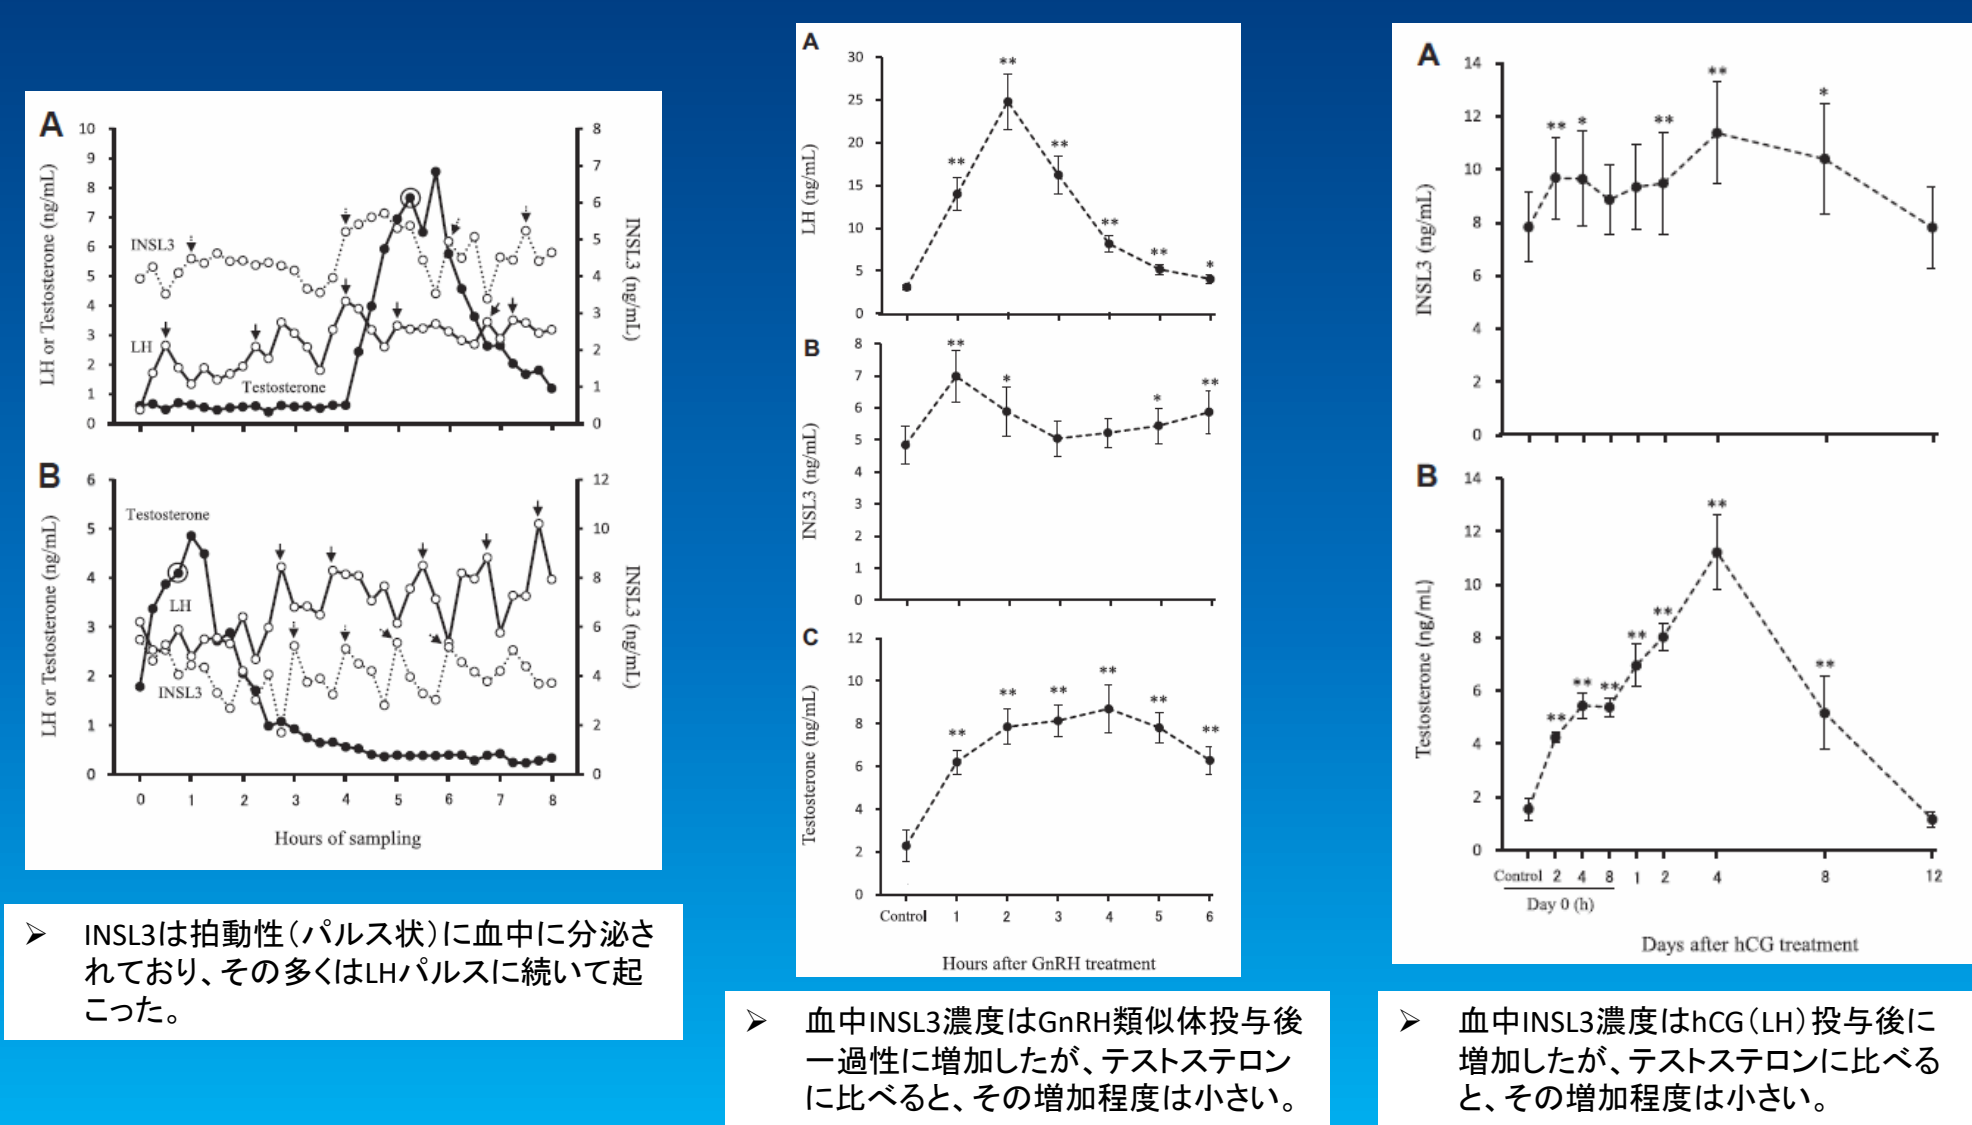 A
10
9
8
7
6
5
4
3
2
1
0
LH or Testosterone (ng/mL)
8
7
6
5
4
3
2
1
0
INSL3 (ng/mL)
INSL3
LH
Testosterone
B
6
5
4
3
2
1
0
LH or Testosterone (ng/mL)
12
10
8
6
4
2
0
INSL3 (ng/mL)
Testosterone
LH
INSL3
0 1 2 3 4 5 6 7 8
Hours of sampling
➢ INSL3は拍動性（パルス状）に血中に分泌さ
れており、その多くはLHパルスに続いて起
こった。
A
30
25
20
15
10
5
0
LH (ng/mL)
** ** ** ** ** *
B
8
7
6
5
4
3
2
1
0
INSL3 (ng/mL)
** * * **
C
12
10
8
6
4
2
0
Testosterone (ng/mL)
** ** ** ** ** **
Control 1 2 3 4 5 6
Hours after GnRH treatment
➢ 血中INSL3濃度はGnRH類似体投与後
一過性に増加したが、テストステロン
に比べると、その増加程度は小さい。
A
14
12
10
8
6
4
2
0
INSL3 (ng/mL)
** * ** ** *
B
14
12
10
8
6
4
2
0
Testosterone (ng/mL)
** ** ** ** ** ** **
Control 2 4 8 1 2 4 8 12
Day 0 (h)
Days after hCG treatment
➢ 血中INSL3濃度はhCG（LH）投与後に
増加したが、テストステロンに比べる
と、その増加程度は小さい。